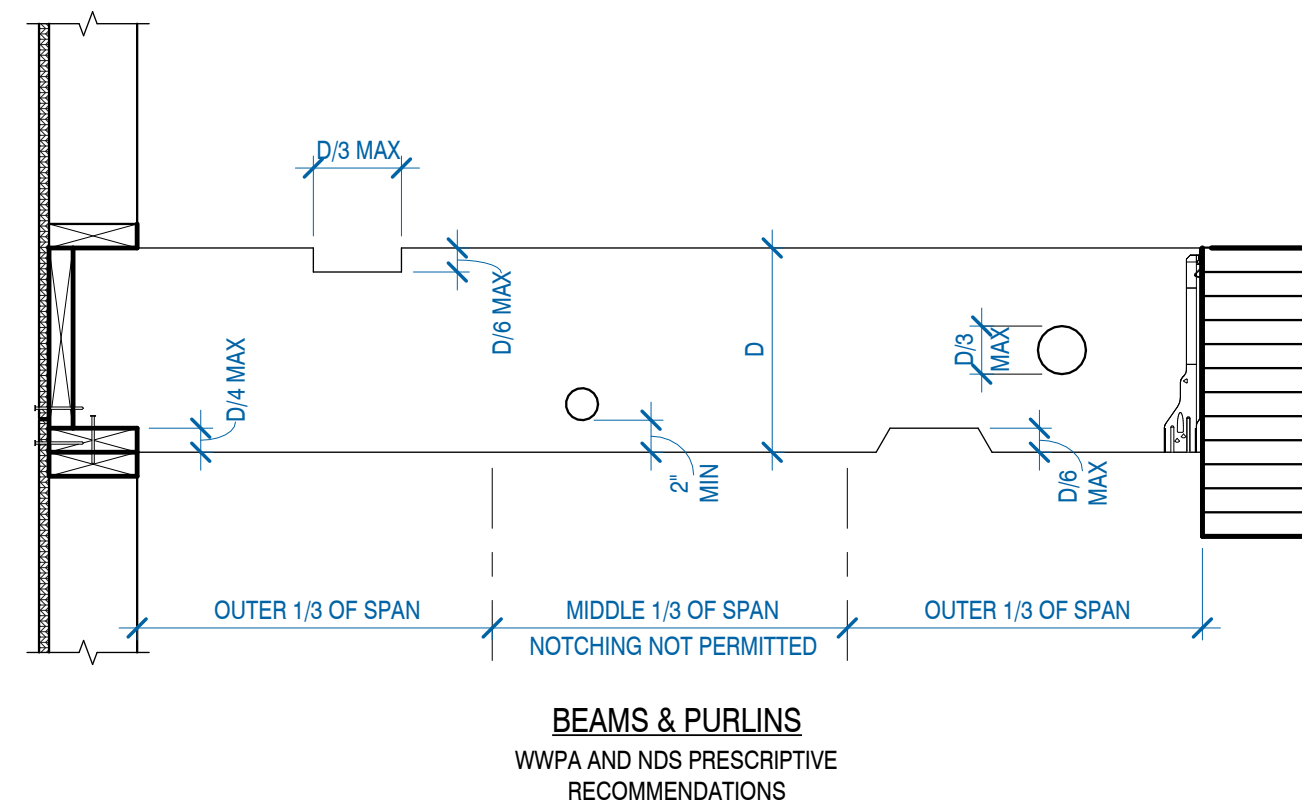 D/3 MAX
D/6 MAX
D/4 MAX
D
D/3
MAX
2"
MIN
D/6
MAX
OUTER 1/3 OF SPAN
MIDDLE 1/3 OF SPAN
OUTER 1/3 OF SPAN
NOTCHING NOT PERMITTED
BEAMS & PURLINS
WWPA AND NDS PRESCRIPTIVE
RECOMMENDATIONS